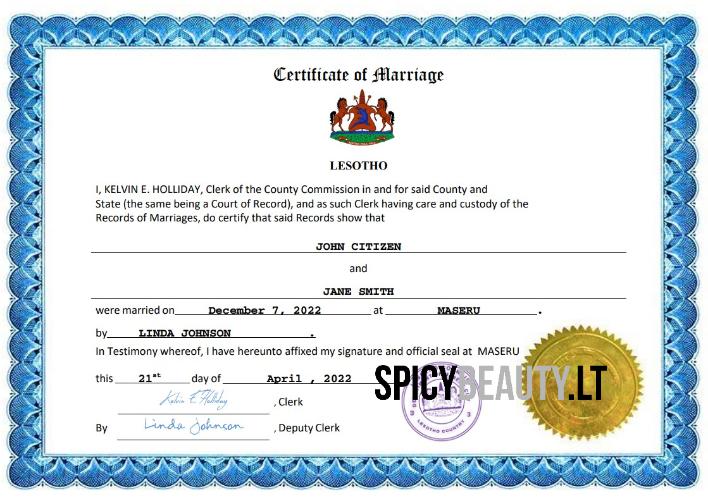 Certificate of Marriage
LESOTHO
I, KELVIN E. HOLLIDAY, Clerk of the County Commission in and for said County and
State (the same being a Court of Record), and as such Clerk having care and custody of the
Records of Marriages, do certify that said Records show that
JOHN CITIZEN
and
JANE SMITH
were married on December 7, 2022 at MASERU .
by LINDA JOHNSON .
In Testimony whereof, I have hereunto affixed my signature and official seal at MASERU
this 21st day of April , 2022
SPICYBEAUTY.LT
Kelvin E Holliday , Clerk
By Linda Johnson , Deputy Clerk
LESOTHO COUNTRY